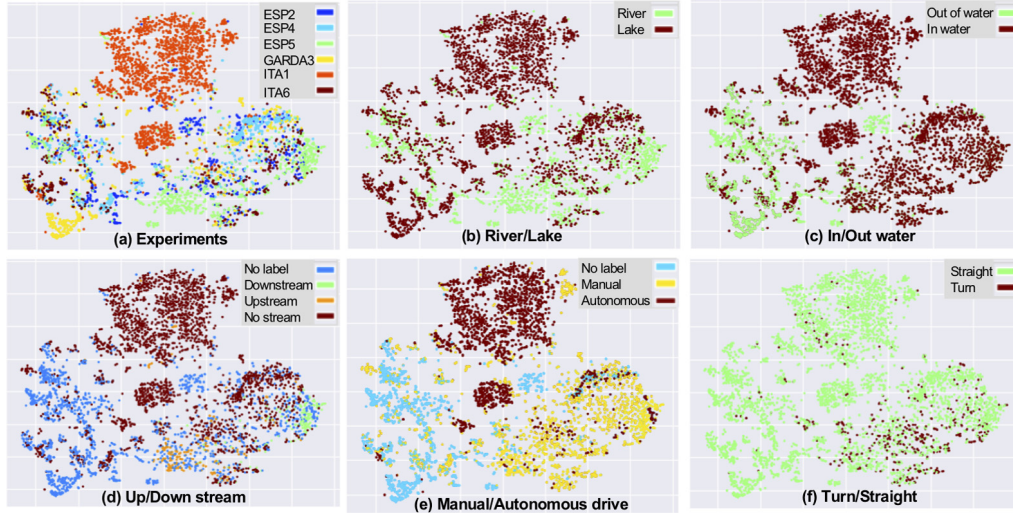 ESP2
ESP4
ESP5
GARDA3
ITA1
ITA6
(a) Experiments
River
Lake
(b) River/Lake
Out of water
In water
(c) In/Out water
No label
Downstream
Upstream
No stream
(d) Up/Down stream
No label
Manual
Autonomous
(e) Manual/Autonomous drive
Straight
Turn
(f) Turn/Straight